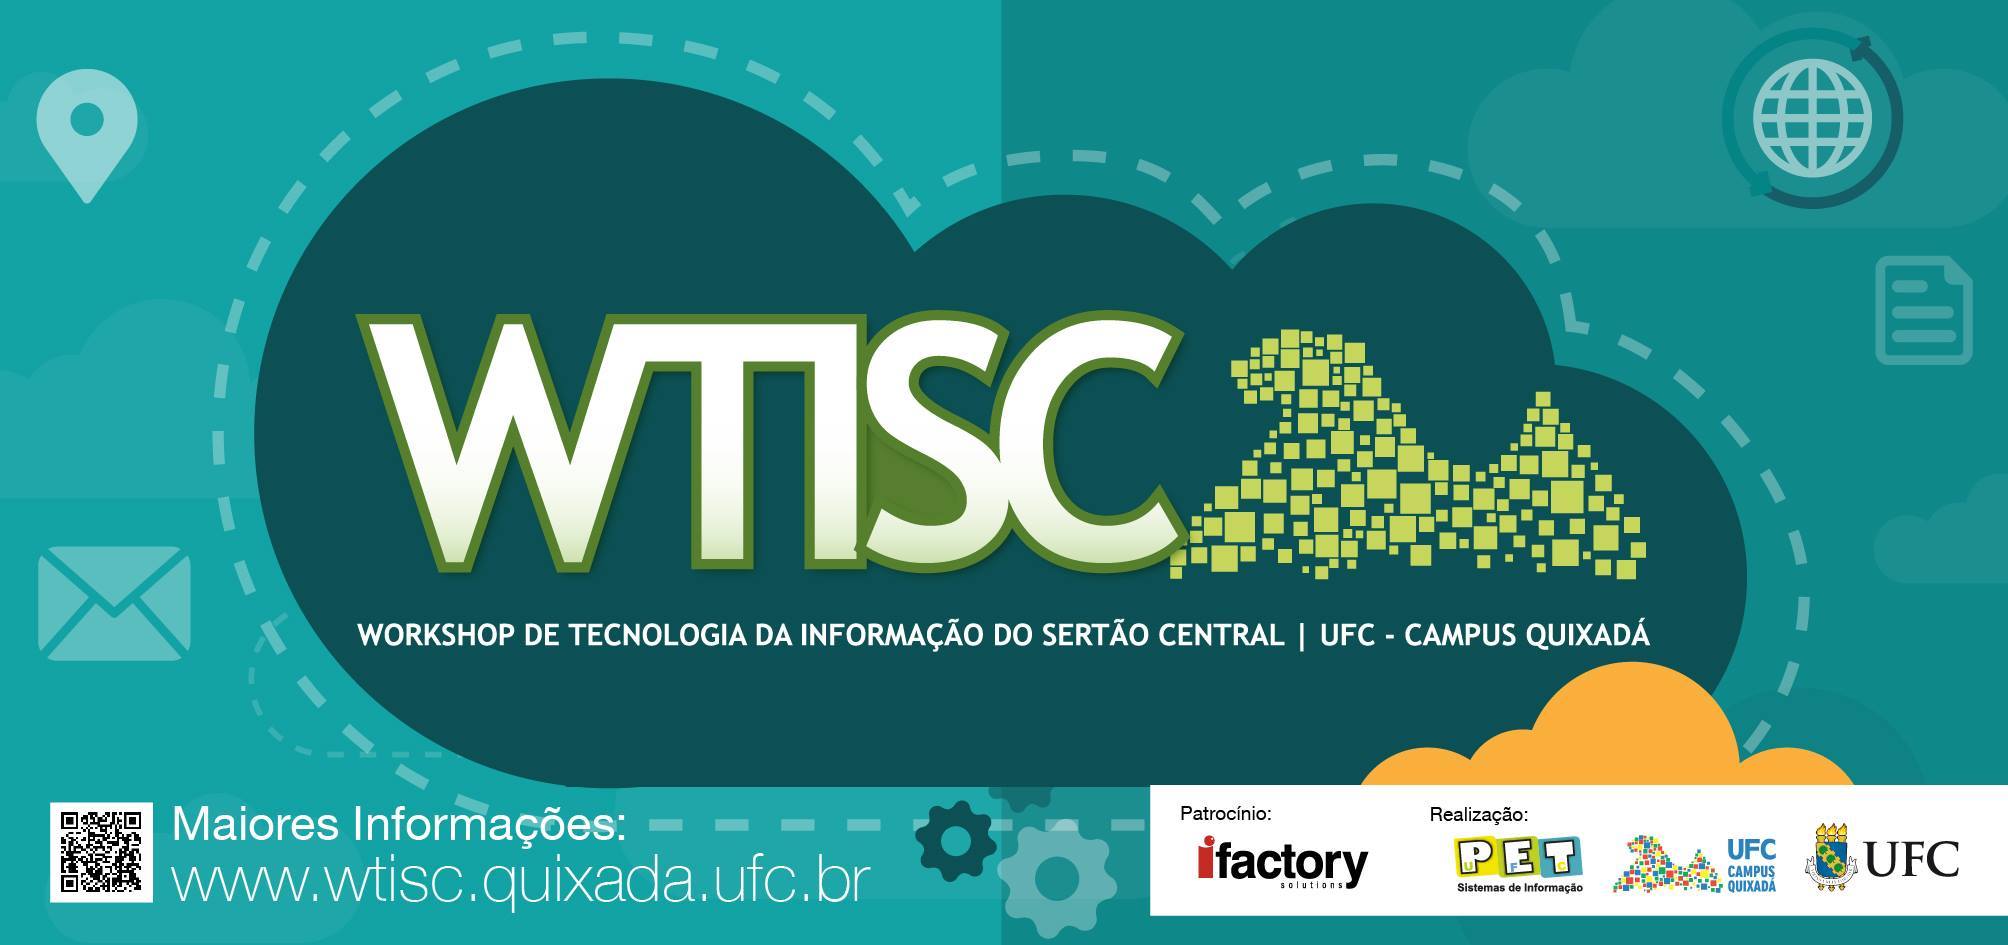 WTISC
WORKSHOP DE TECNOLOGIA DA INFORMAÇÃO DO SERTÃO CENTRAL | UFC - CAMPUS QUIXADÁ
Maiores Informações:
www.wtisc.quixada.ufc.br
Patrocínio:
ifactory
solutions
Realização:
PET
UFC
Sistemas de Informação
UFC
CAMPUS
QUIXADÁ
UFC